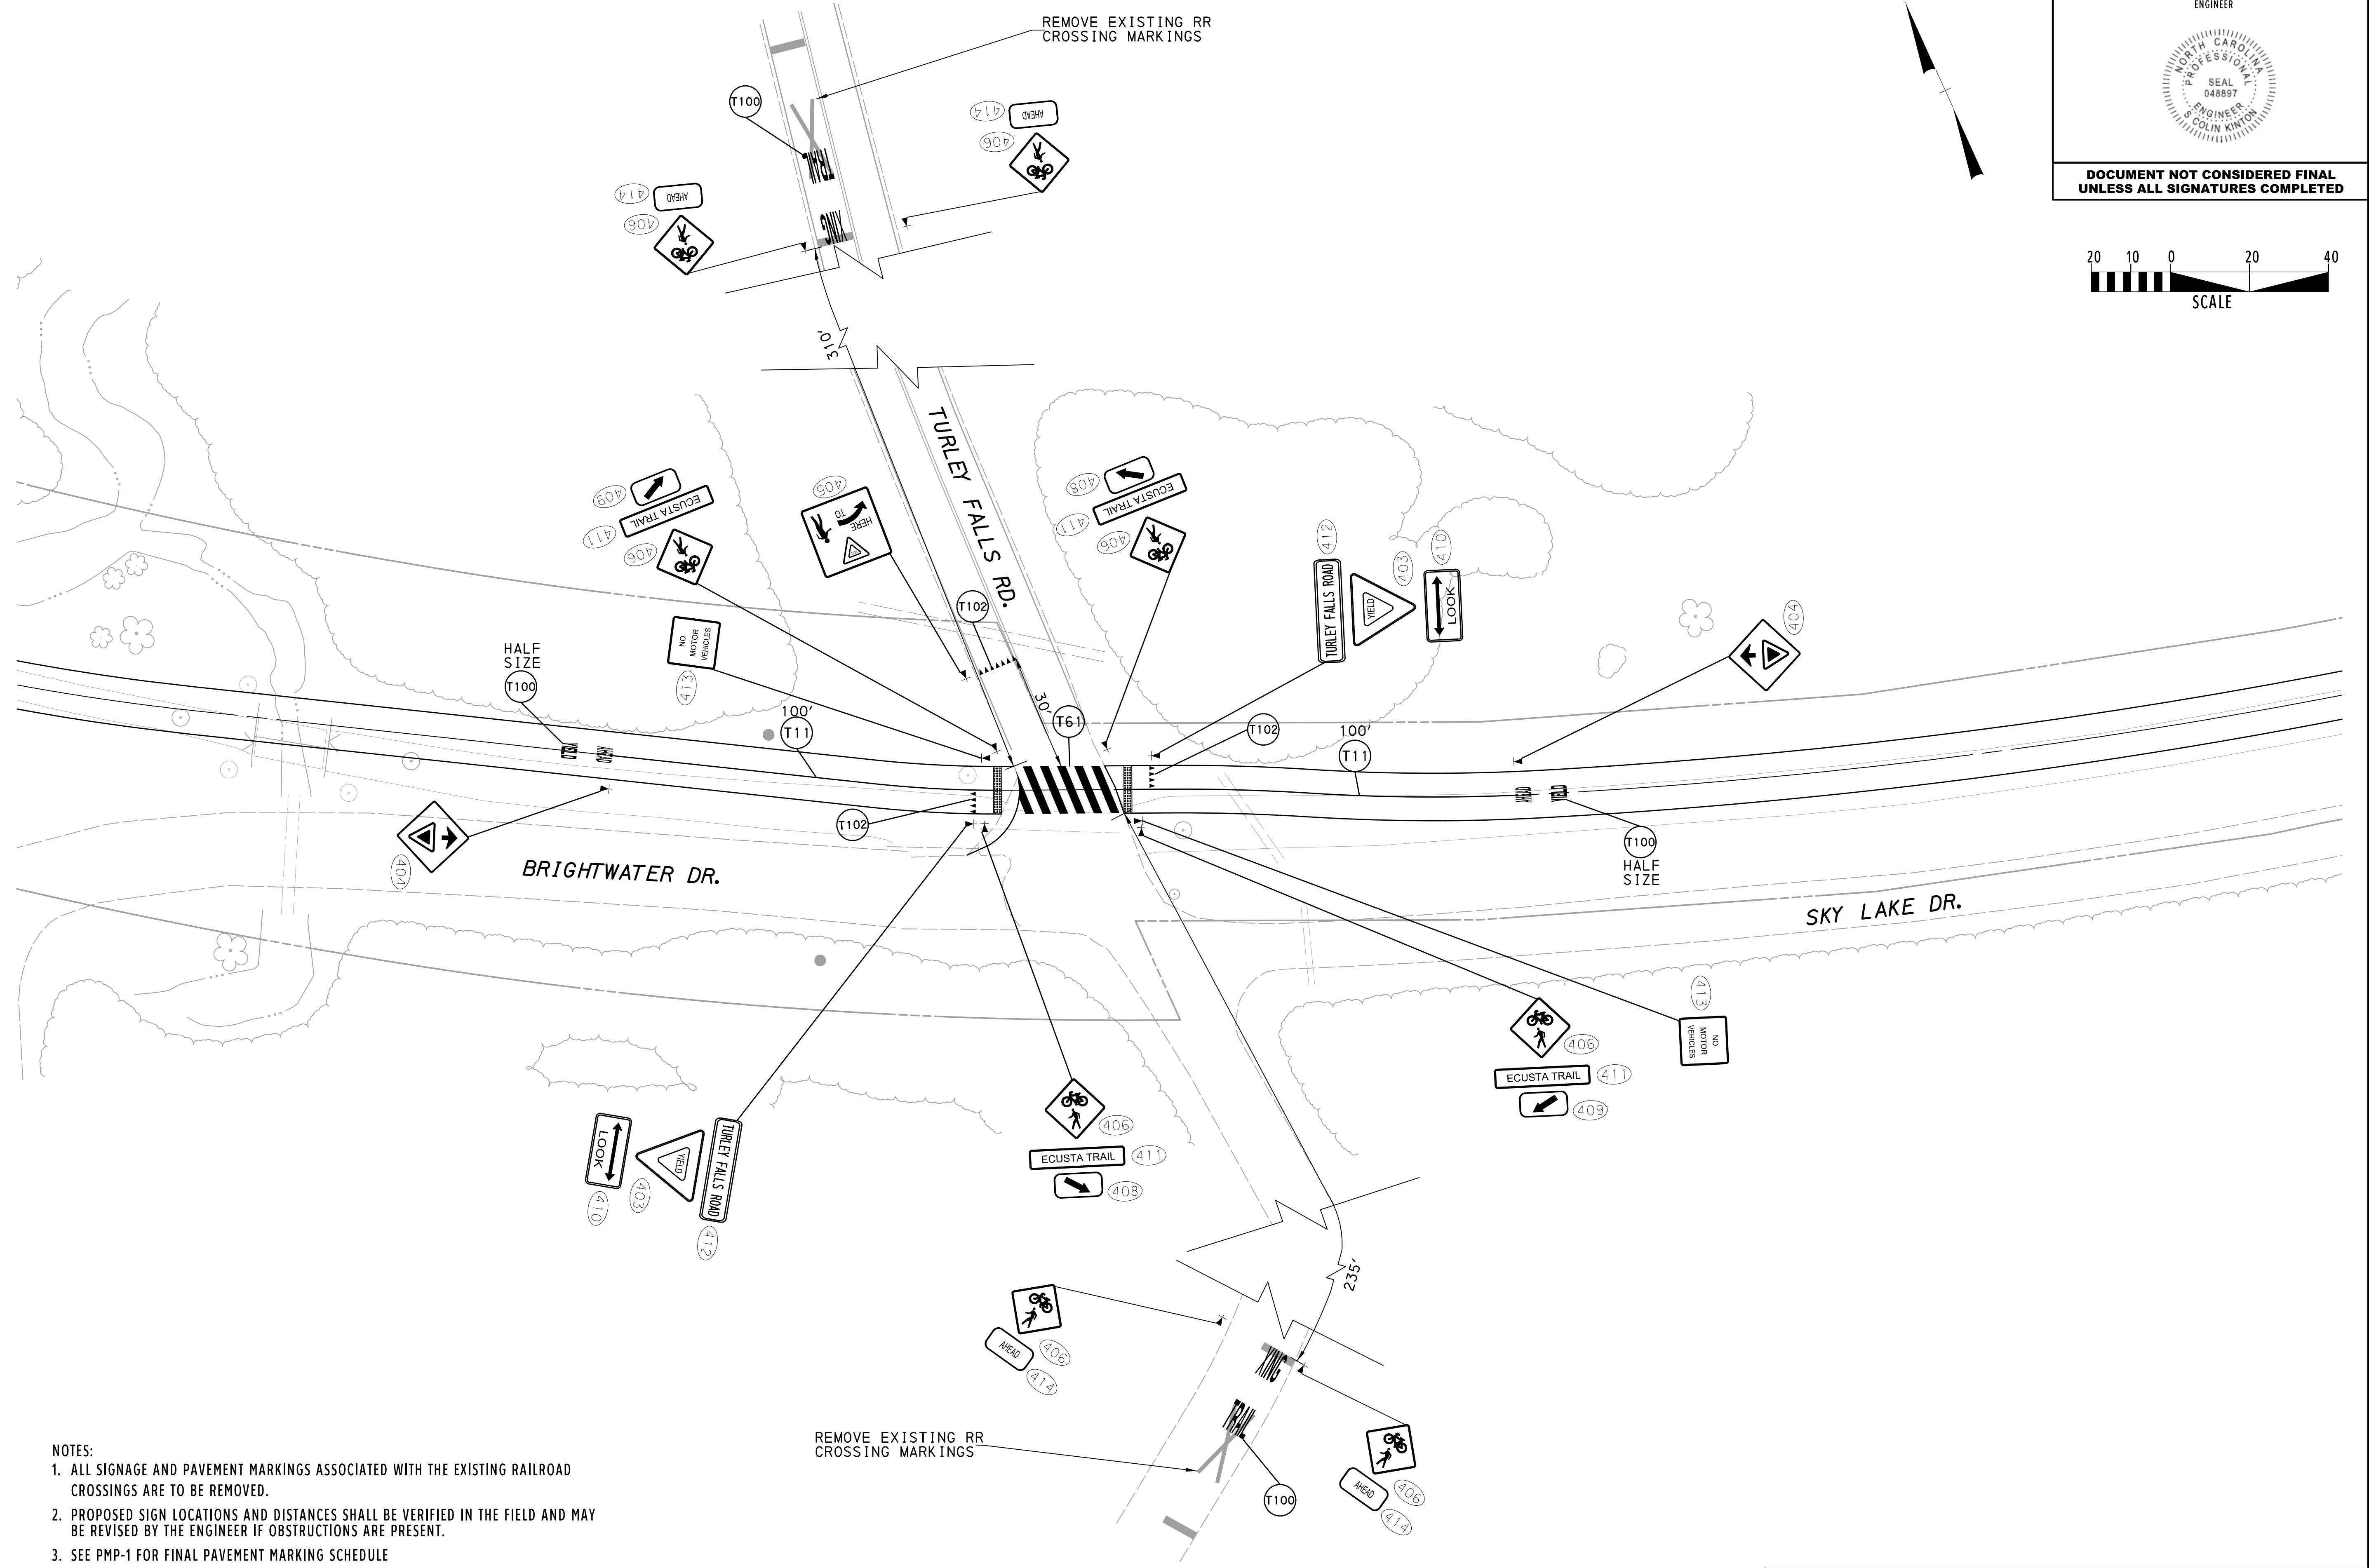 ENGINEER
NORTH CAROLINA
PROFESSIONAL
SEAL
048897
ENGINEER
S COLIN KINTON
DOCUMENT NOT CONSIDERED FINAL
UNLESS ALL SIGNATURES COMPLETED
20 10 0 20 40
SCALE
REMOVE EXISTING RR
CROSSING MARKINGS
T100
TRAIL
XING
414
AHEAD
406
414
AHEAD
406
310'
TURLEY FALLS RD.
409
ECUSTA TRAIL
411
406
405
HERE
TO
408
ECUSTA TRAIL
411
406
412
TURLEY FALLS ROAD
403
YIELD
410
LOOK
404
T102
NO
MOTOR
VEHICLES
413
HALF
SIZE
T100
YIELD
AHEAD
100'
T11
30'
T61
T102
100'
T11
AHEAD
YIELD
T100
HALF
SIZE
T102
404
BRIGHTWATER DR.
SKY LAKE DR.
413
NO
MOTOR
VEHICLES
406
ECUSTA TRAIL
411
409
406
ECUSTA TRAIL
411
408
LOOK
410
YIELD
403
TURLEY FALLS ROAD
412
235'
406
AHEAD
414
XING
TRAIL
T100
406
AHEAD
414
REMOVE EXISTING RR
CROSSING MARKINGS
NOTES:
1. ALL SIGNAGE AND PAVEMENT MARKINGS ASSOCIATED WITH THE EXISTING RAILROAD
CROSSINGS ARE TO BE REMOVED.
2. PROPOSED SIGN LOCATIONS AND DISTANCES SHALL BE VERIFIED IN THE FIELD AND MAY
BE REVISED BY THE ENGINEER IF OBSTRUCTIONS ARE PRESENT.
3. SEE PMP-1 FOR FINAL PAVEMENT MARKING SCHEDULE